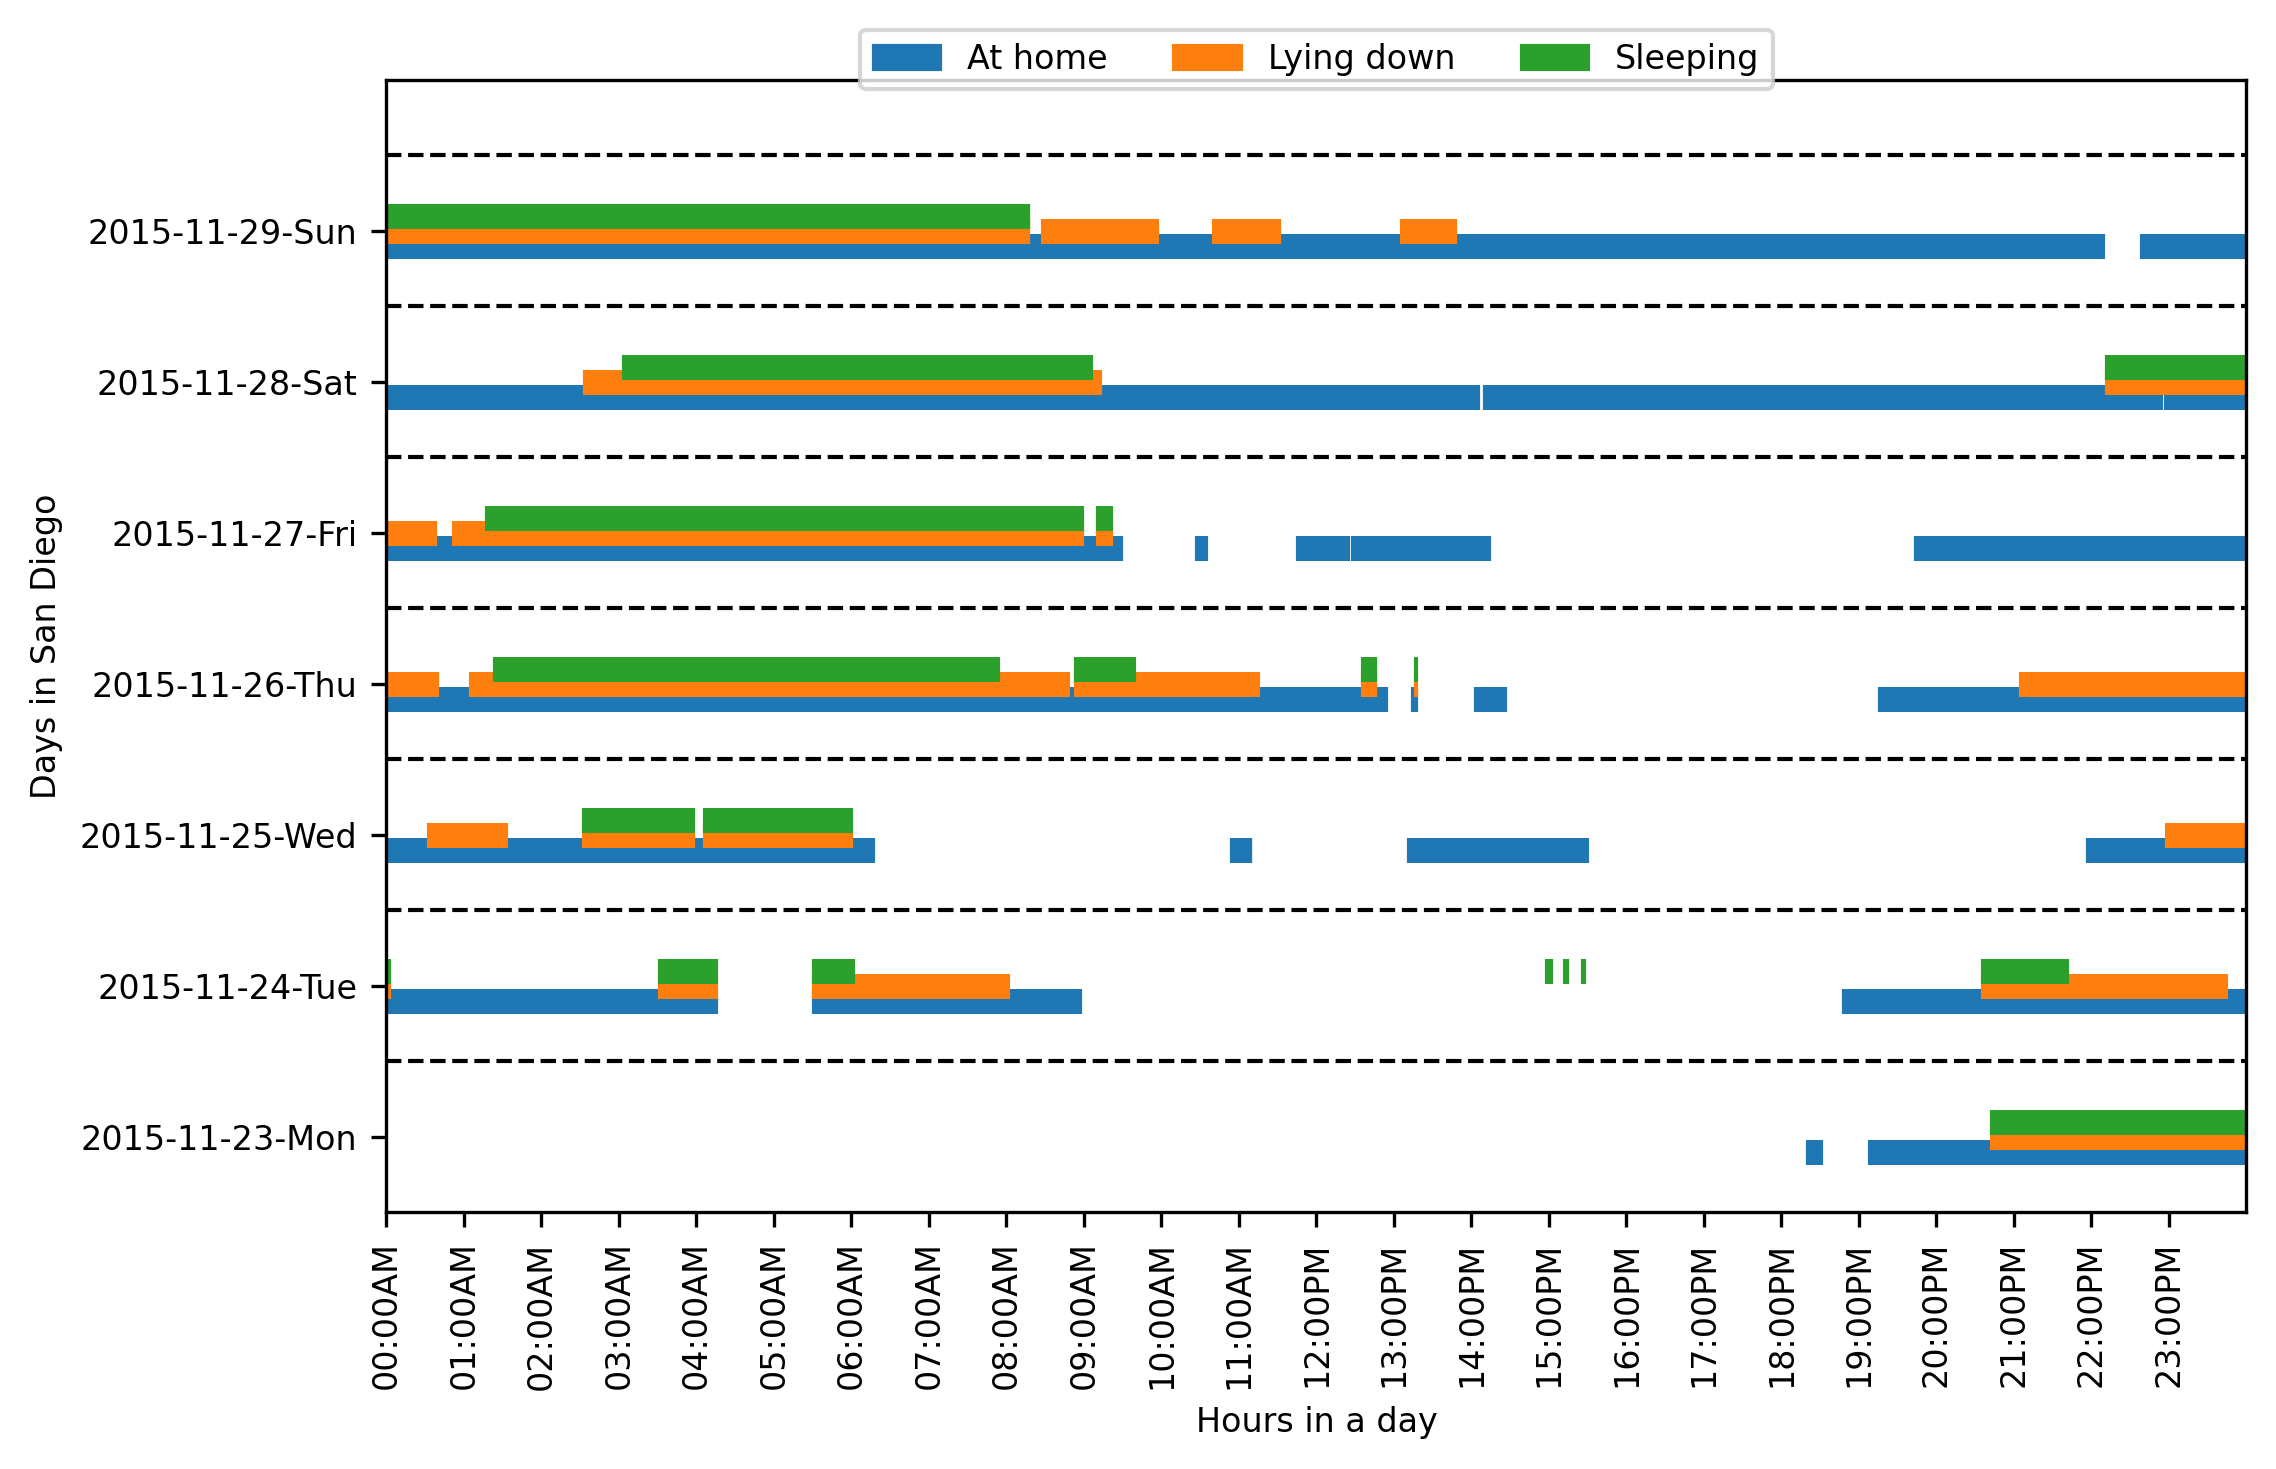 At home Lying down Sleeping
Days in San Diego
2015-11-29-Sun
2015-11-28-Sat
2015-11-27-Fri
2015-11-26-Thu
2015-11-25-Wed
2015-11-24-Tue
2015-11-23-Mon
00:00AM
01:00AM
02:00AM
03:00AM
04:00AM
05:00AM
06:00AM
07:00AM
08:00AM
09:00AM
10:00AM
11:00AM
12:00PM
13:00PM
14:00PM
15:00PM
16:00PM
17:00PM
18:00PM
19:00PM
20:00PM
21:00PM
22:00PM
23:00PM
Hours in a day